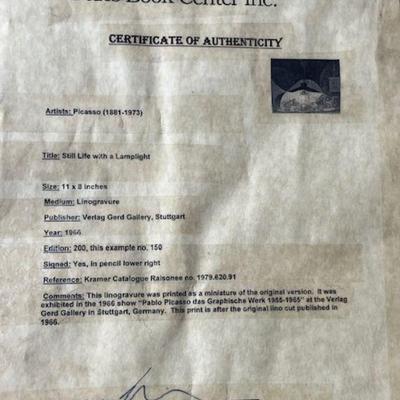 Book Center Inc.
CERTIFICATE OF AUTHENTICITY
Artists: Picasso (1881-1973)
Title: Still Life with a Lamplight
Size: 11 x 8 inches
Medium: Linogravure
Publisher: Verlag Gerd Gallery, Stuttgart
Year: 1966
Edition: 200, this example no. 150
Signed: Yes, In pencil lower right
Reference: Kramer Catalogue Raisonee no. 1979.620.91
Comments: This linogravure was printed as a miniature of the original version. It was
exhibited in the 1966 show "Pablo Picasso das Graphische Werk 1955-1965" at the Verlag
Gerd Gallery in Stuttgart, Germany. This print is after the original lino cut published in
1966.